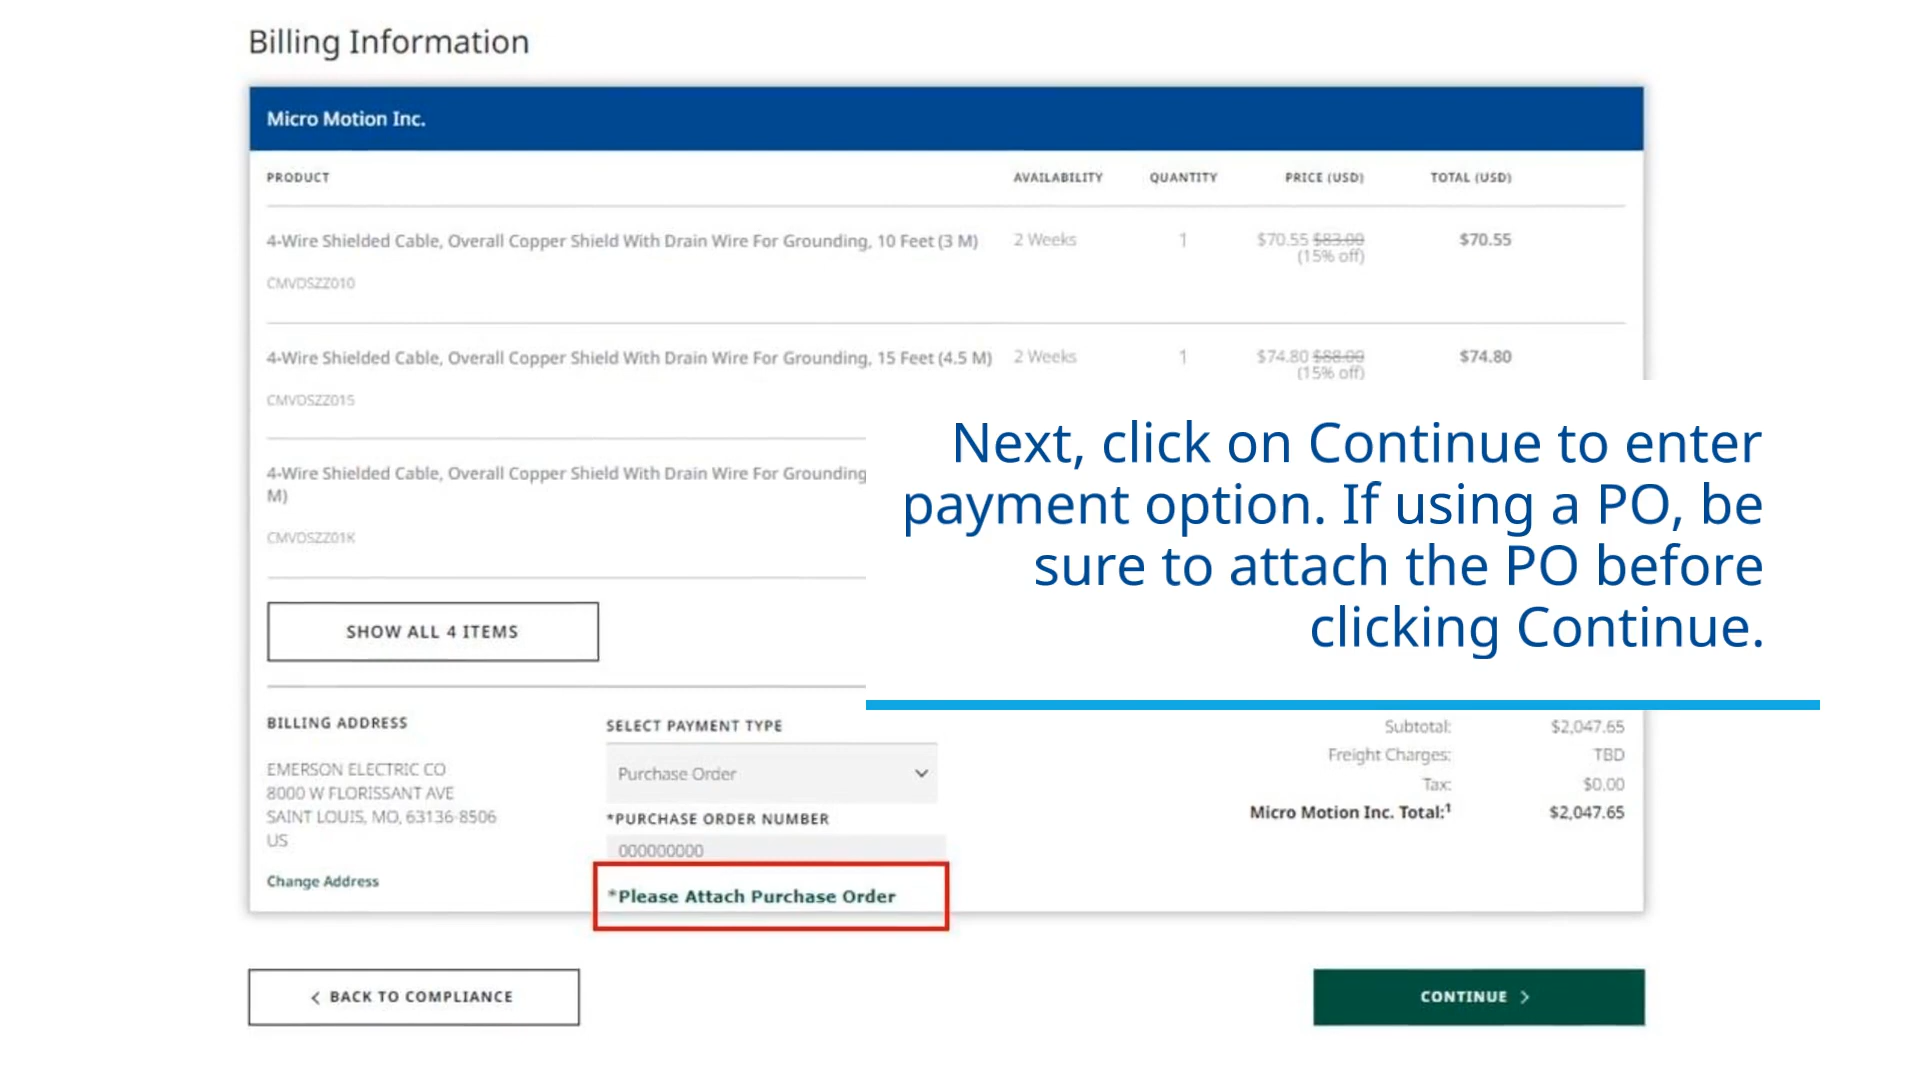 Billing Information
Micro Motion Inc.
PRODUCT AVAILABILITY QUANTITY PRICE (USD) TOTAL (USD)
4-Wire Shielded Cable, Overall Copper Shield With Drain Wire For Grounding, 10 Feet (3 M) 2 Weeks 1 $70.55 $83.00 $70.55
(15% off)
CMVDSZZ010
4-Wire Shielded Cable, Overall Copper Shield With Drain Wire For Grounding, 15 Feet (4.5 M) 2 Weeks 1 $74.80 $88.00 $74.80
(15% off)
CMVDSZZ015
4-Wire Shielded Cable, Overall Copper Shield With Drain Wire For Grounding
M)
CMVDSZZ01K
Next, click on Continue to enter
payment option. If using a PO, be
sure to attach the PO before
clicking Continue.
SHOW ALL 4 ITEMS
BILLING ADDRESS
EMERSON ELECTRIC CO
8000 W FLORISSANT AVE
SAINT LOUIS, MO, 63136-8506
US
Change Address
SELECT PAYMENT TYPE
Purchase Order
*PURCHASE ORDER NUMBER
000000000
*Please Attach Purchase Order
Subtotal: $2,047.65
Freight Charges: TBD
Tax: $0.00
Micro Motion Inc. Total:¹ $2,047.65
BACK TO COMPLIANCE
CONTINUE